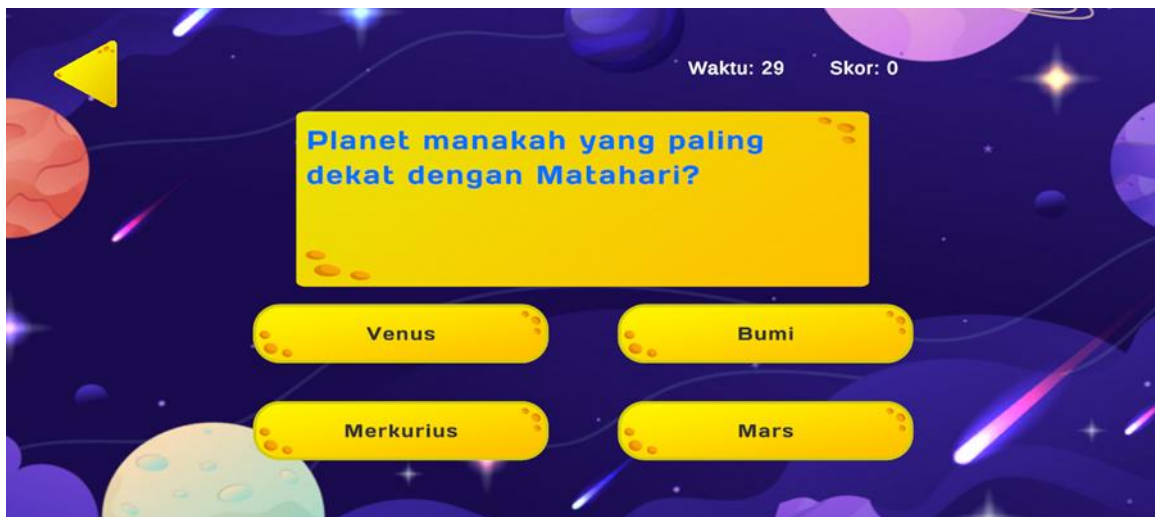 Waktu: 29 Skor: 0
Planet manakah yang paling
dekat dengan Matahari?
Venus
Bumi
Merkurius
Mars